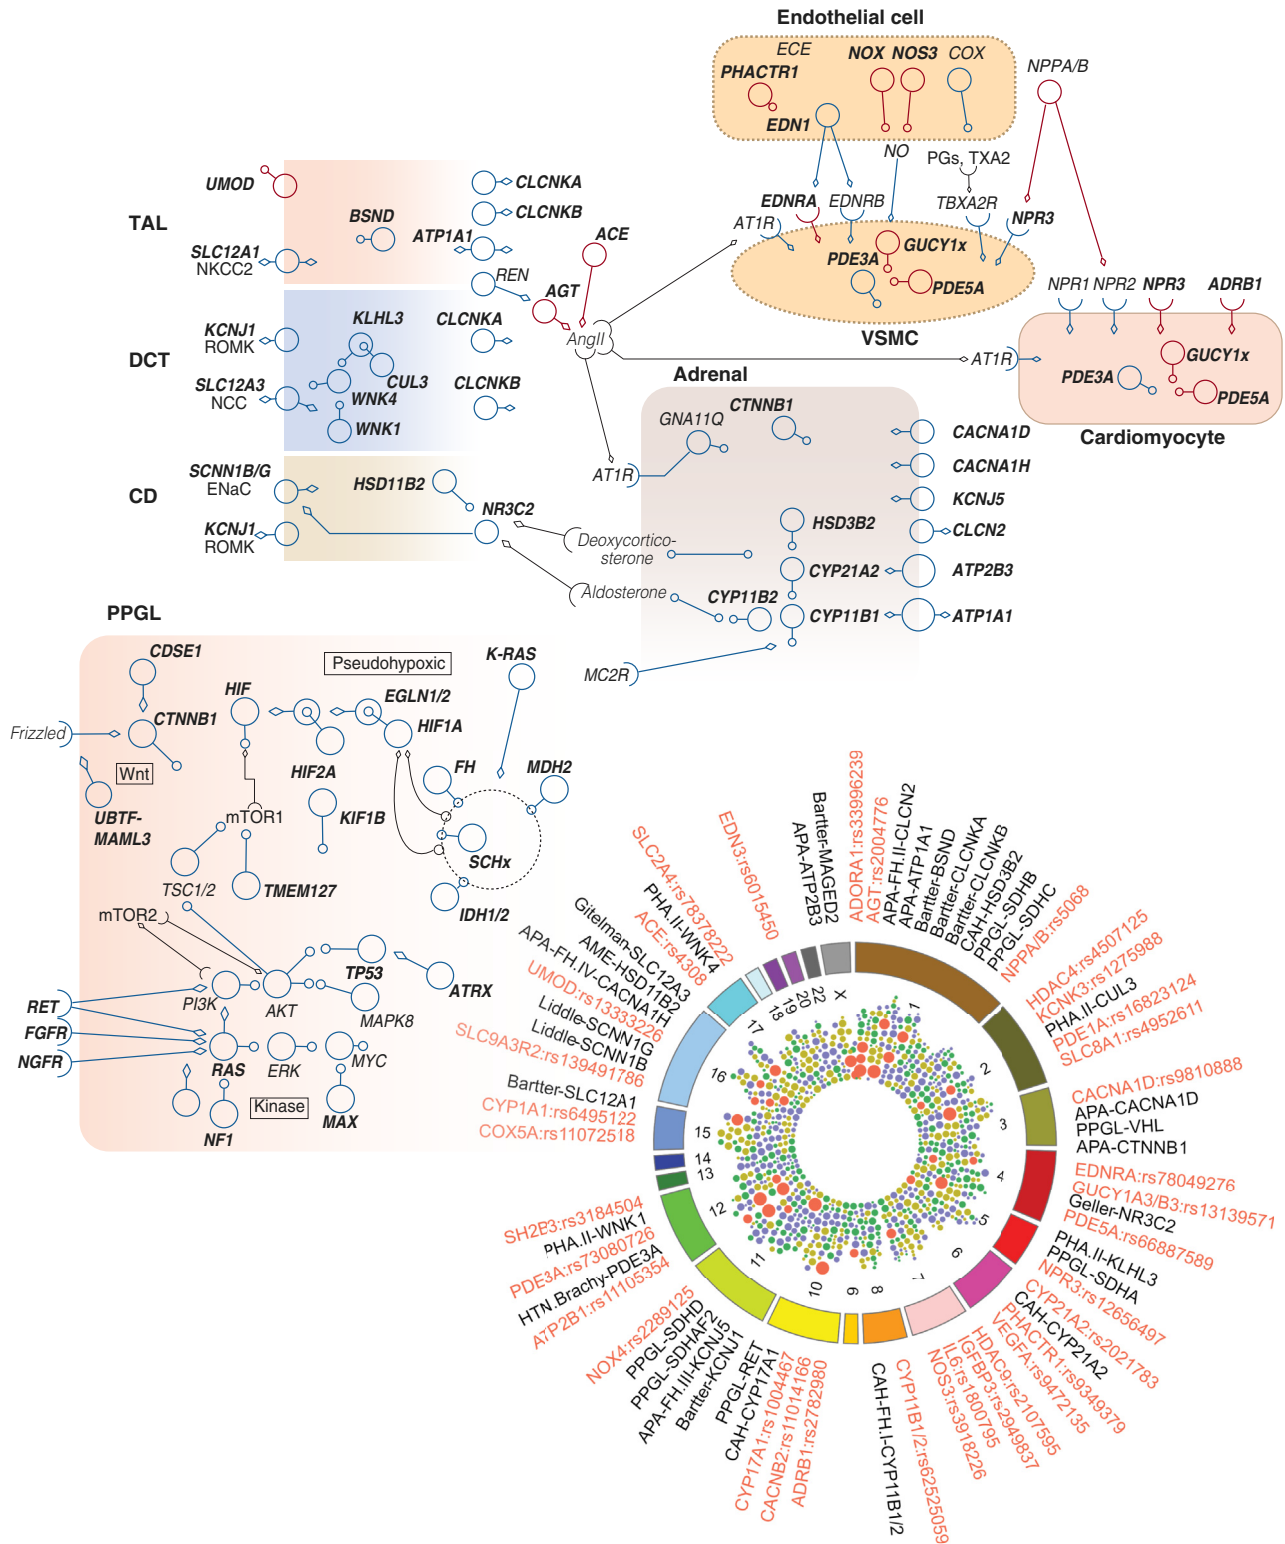 Endothelial cell
ECE
NOX
NOS3
COX
PHACTR1
NPPA/B
EDN1
NO
PGs, TXA2
UMOD
CLCNKA
TAL
BSND
CLCNKB
EDNRA
EDNRB
TBXA2R
AT1R
NPR3
ATP1A1
ACE
SLC12A1
NKCC2
GUCY1x
PDE3A
REN
AGT
PDE5A
NPR1
NPR2
NPR3
ADRB1
AngII
VSMC
KCNJ1
ROMK
KLHL3
CLCNKA
DCT
AT1R
GUCY1x
CUL3
SLC12A3
NCC
CLCNKB
PDE3A
PDE5A
WNK4
Adrenal
WNK1
GNA11Q
CTNNB1
CACNA1D
Cardiomyocyte
SCNN1B/G
ENaC
HSD11B2
AT1R
CACNA1H
CD
KCNJ5
NR3C2
HSD3B2
CLCN2
KCNJ1
ROMK
Deoxycortico-
sterone
CYP21A2
ATP2B3
Aldosterone
CYP11B2
CYP11B1
ATP1A1
PPGL
MC2R
CDSE1
Pseudohypoxic
K-RAS
HIF
EGLN1/2
CTNNB1
HIF1A
Frizzled
Wnt
HIF2A
FH
MDH2
UBTF-
MAML3
mTOR1
KIF1B
SCHx
TSC1/2
TMEM127
IDH1/2
mTOR2
TP53
ATRX
PI3K
AKT
MAPK8
RET
FGFR
NGFR
RAS
ERK
MYC
Kinase
NF1
MAX
ADORA1:rs33996239
AGT:rs2004776
APA-FH.II-CLCN2
APA-ATP1A1
Bartter-BSND
Bartter-CLCNKA
Bartter-CLCNKB
CAH-HSD3B2
PPGL-SDHB
PPGL-SDHC
NPPA/B:rs5068
HDAC4:rs4507125
KCNK3:rs1275988
PHA.II-CUL3
PDE1A:rs16823124
SLC8A1:rs4952611
CACNA1D:rs9810888
APA-CACNA1D
PPGL-VHL
APA-CTNNB1
EDNRA:rs78049276
GUCY1A3/B3:rs13139571
Geller-NR3C2
PDE5A:rs66887589
PHA.II-KLHL3
PPGL-SDHA
NPR3:rs12656497
CYP21A2:rs2021783
CAH-CYP21A2
PHACTR1:rs9349379
VEGFA:rs9472135
HDAC9:rs2107595
IGFBP3:rs2949837
IL6:rs1800795
NOS3:rs3918226
CYP11B1/2:rs62525059
CAH-FH.I-CYP11B1/2
ADRB1:rs2782980
CACNB2:rs11014166
CYP17A1:rs1004467
CAH-CYP17A1
PPGL-RET
Bartter-KCNJ1
APA-FH.III-KCNJ5
PPGL-SDHAF2
PPGL-SDHD
NOX4:rs2289125
ATP2B1:rs11105354
HTN.Brachy-PDE3A
PDE3A:rs73080726
PHA.II-WNK1
SH2B3:rs3184504
COX5A:rs11072518
CYP1A1:rs6495122
Bartter-SLC12A1
SLC9A3R2:rs139491786
Liddle-SCNN1B
Liddle-SCNN1G
UMOD:rs13333226
APA-FH.IV-CACNA1H
AME-HSD11B2
Gitelman-SLC12A3
ACE:rs4308
PHA.II-WNK4
SLC2A4:rs78378222
EDN3:rs6015450
APA-ATP2B3
Bartter-MAGED2
1
2
3
4
5
6
7
8
9
10
11
12
13
14
15
16
17
18
19
20
22
X